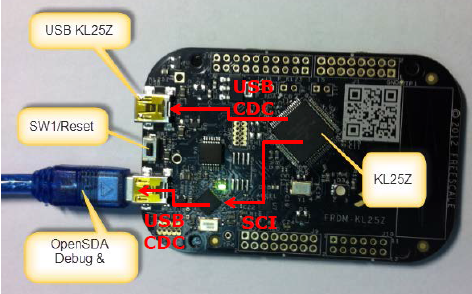 USB KL25Z
USB
CDC
SW1/Reset
KL25Z
© 2012 FREESCALE
FRDM-KL25Z
USB
CDC
SCI
OpenSDA
Debug &